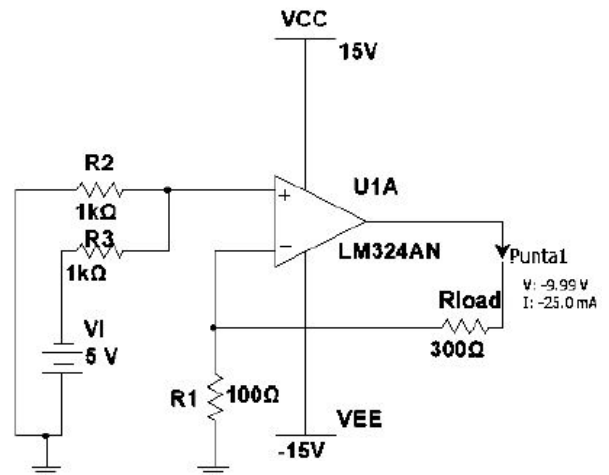 VCC
15V
R2
1kΩ
R3
1kΩ
U1A
LM324AN
Punta1
V: -9.99 V
I: -25.0 mA
Rload
300Ω
VI
5 V
R1
100Ω
VEE
-15V